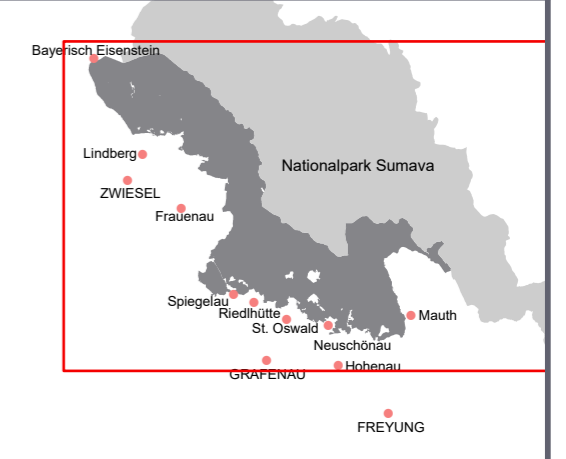 Bayerisch Eisenstein
Lindberg
Nationalpark Sumava
ZWIESEL
Frauenau
Spiegelau
Riedlhütte
Mauth
St. Oswald
Neuschönau
Hohenau
GRAFENAU
FREYUNG